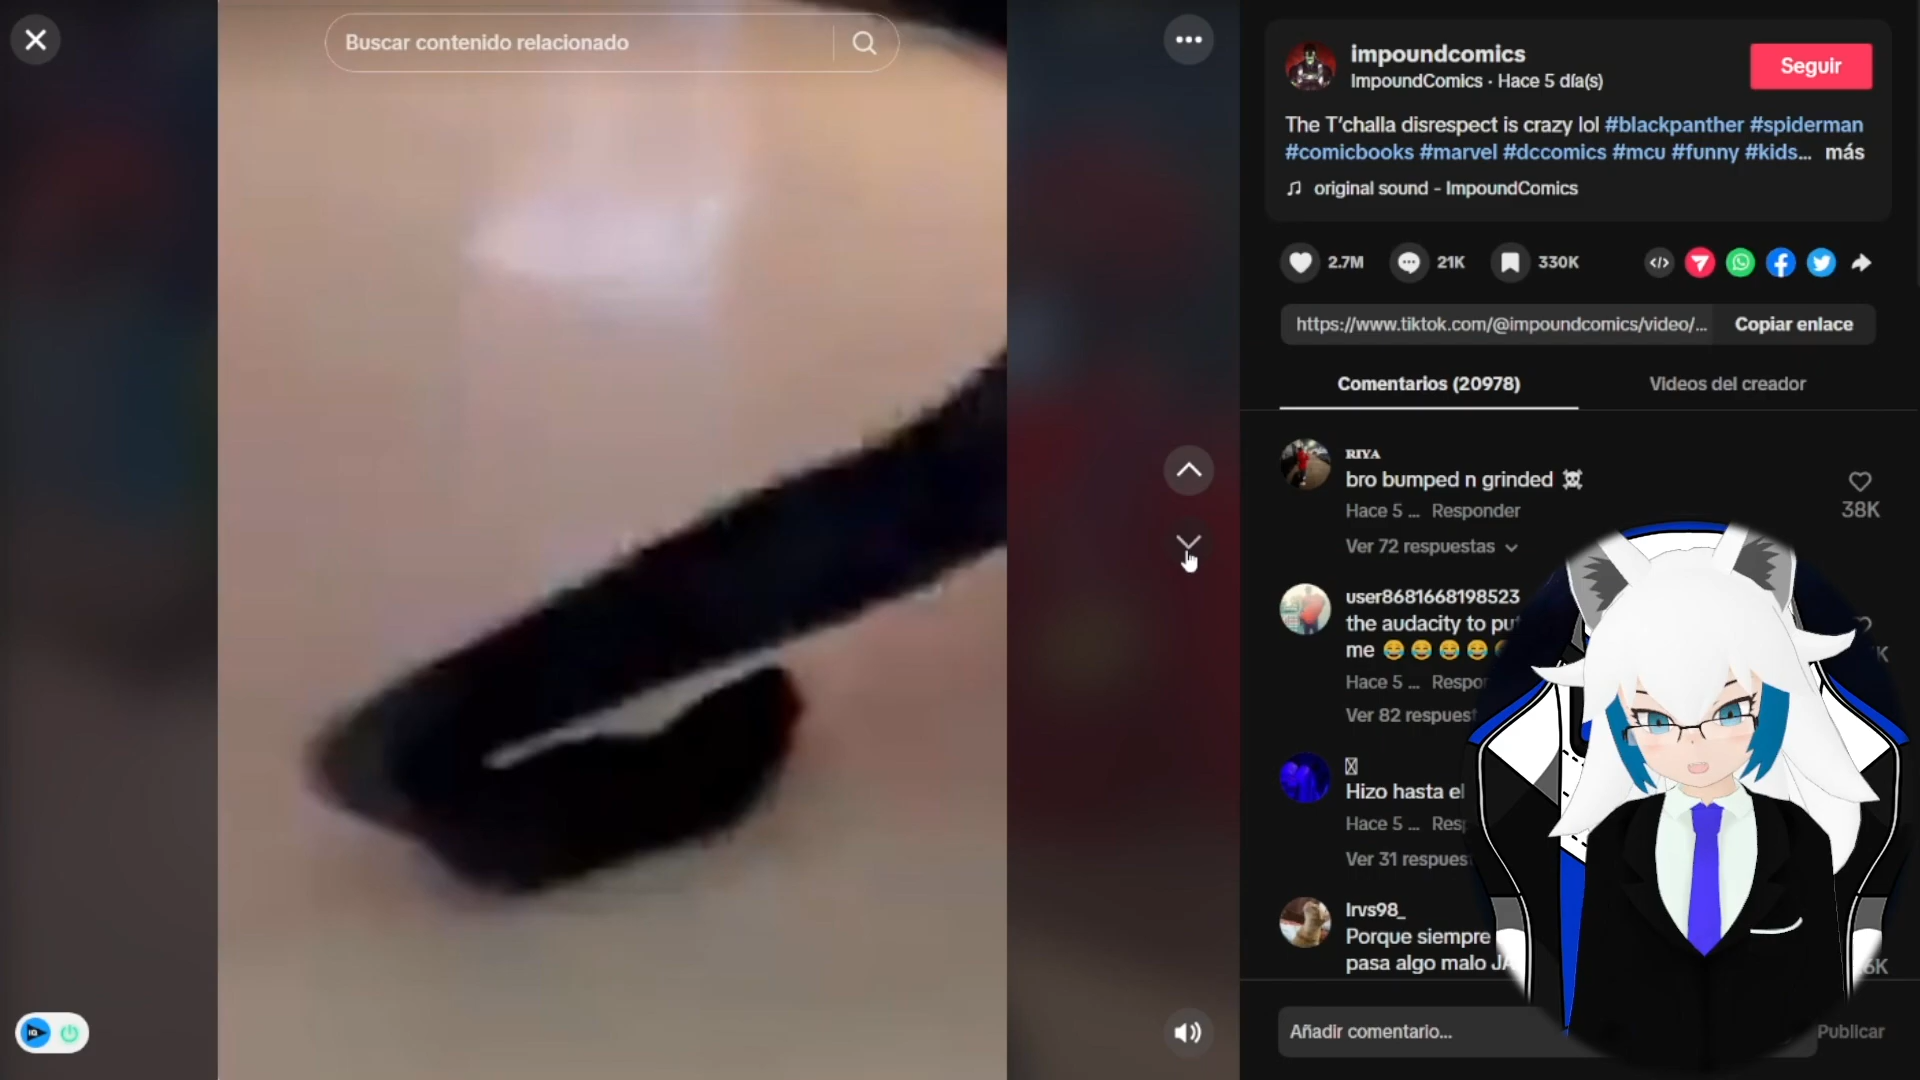 Buscar contenido relacionado
impoundcomics
ImpoundComics · Hace 5 día(s)
Seguir
The T'challa disrespect is crazy lol #blackpanther #spiderman
#comicbooks #marvel #dccomics #mcu #funny #kids... más
original sound - ImpoundComics
2.7M
21K
330K
https://www.tiktok.com/@impoundcomics/video/...
Copiar enlace
Comentarios (20978)
Videos del creador
RIYA
bro bumped n grinded ☠
Hace 5 ... Responder
38K
Ver 72 respuestas
user8681668198523
the audacity to pu
me 😂 😂 😂 😂
Hace 5 ... Respo
Ver 82 respuest
Hizo hasta el
Hace 5 ... Resp
Ver 31 respues
lrvs98_
Porque siempre
pasa algo malo JA
Añadir comentario...
Publicar